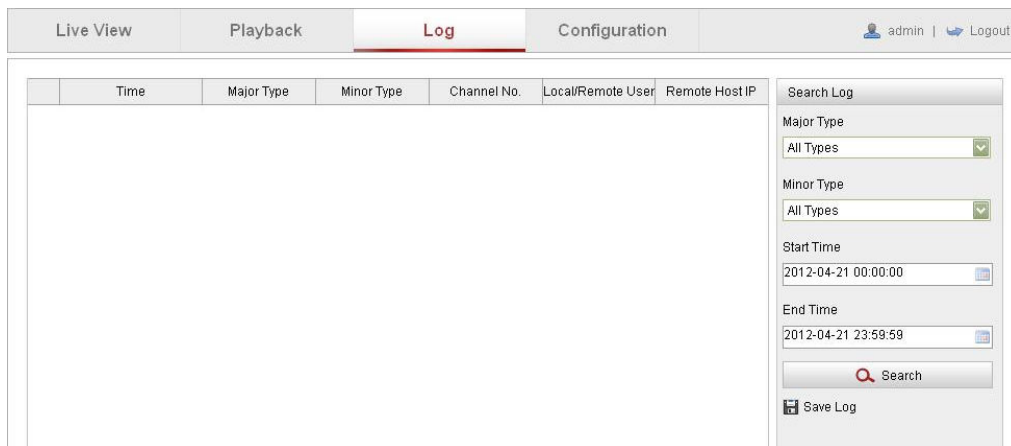 Live View Playback Log Configuration admin | Logout
Time Major Type Minor Type Channel No. Local/Remote User Remote Host IP
Search Log
Major Type
All Types
Minor Type
All Types
Start Time
2012-04-21 00:00:00
End Time
2012-04-21 23:59:59
Search
Save Log